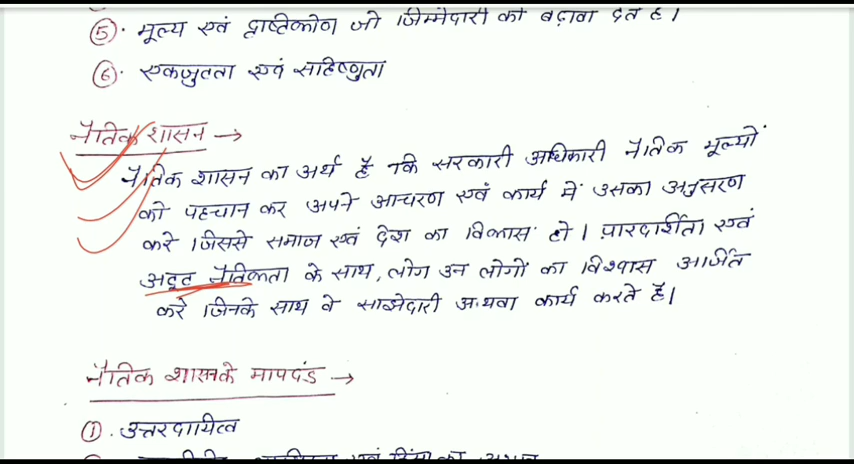 ⑤. मूल्य एवं दृष्टिकोण जो जिम्मेदारी को बढ़ावा देते है।
⑥. एकजुटता एवं सहिष्णुता
नैतिक शासन →
नैतिक शासन का अर्थ है कि सरकारी अधिकारी नैतिक मूल्यों
को पहचान कर अपने आचरण एवं कार्य में उसका अनुसरण
करे जिससे समाज एवं देश का विकास हो। पारदर्शिता एवं
अटूट नैतिकता के साथ, लोग उन लोगों का विश्वास अर्जित
करें जिनके साथ वे साझेदारी अथवा कार्य करते है।
नैतिक शासनके मापदंड →
①. उत्तरदायित्व
एवं